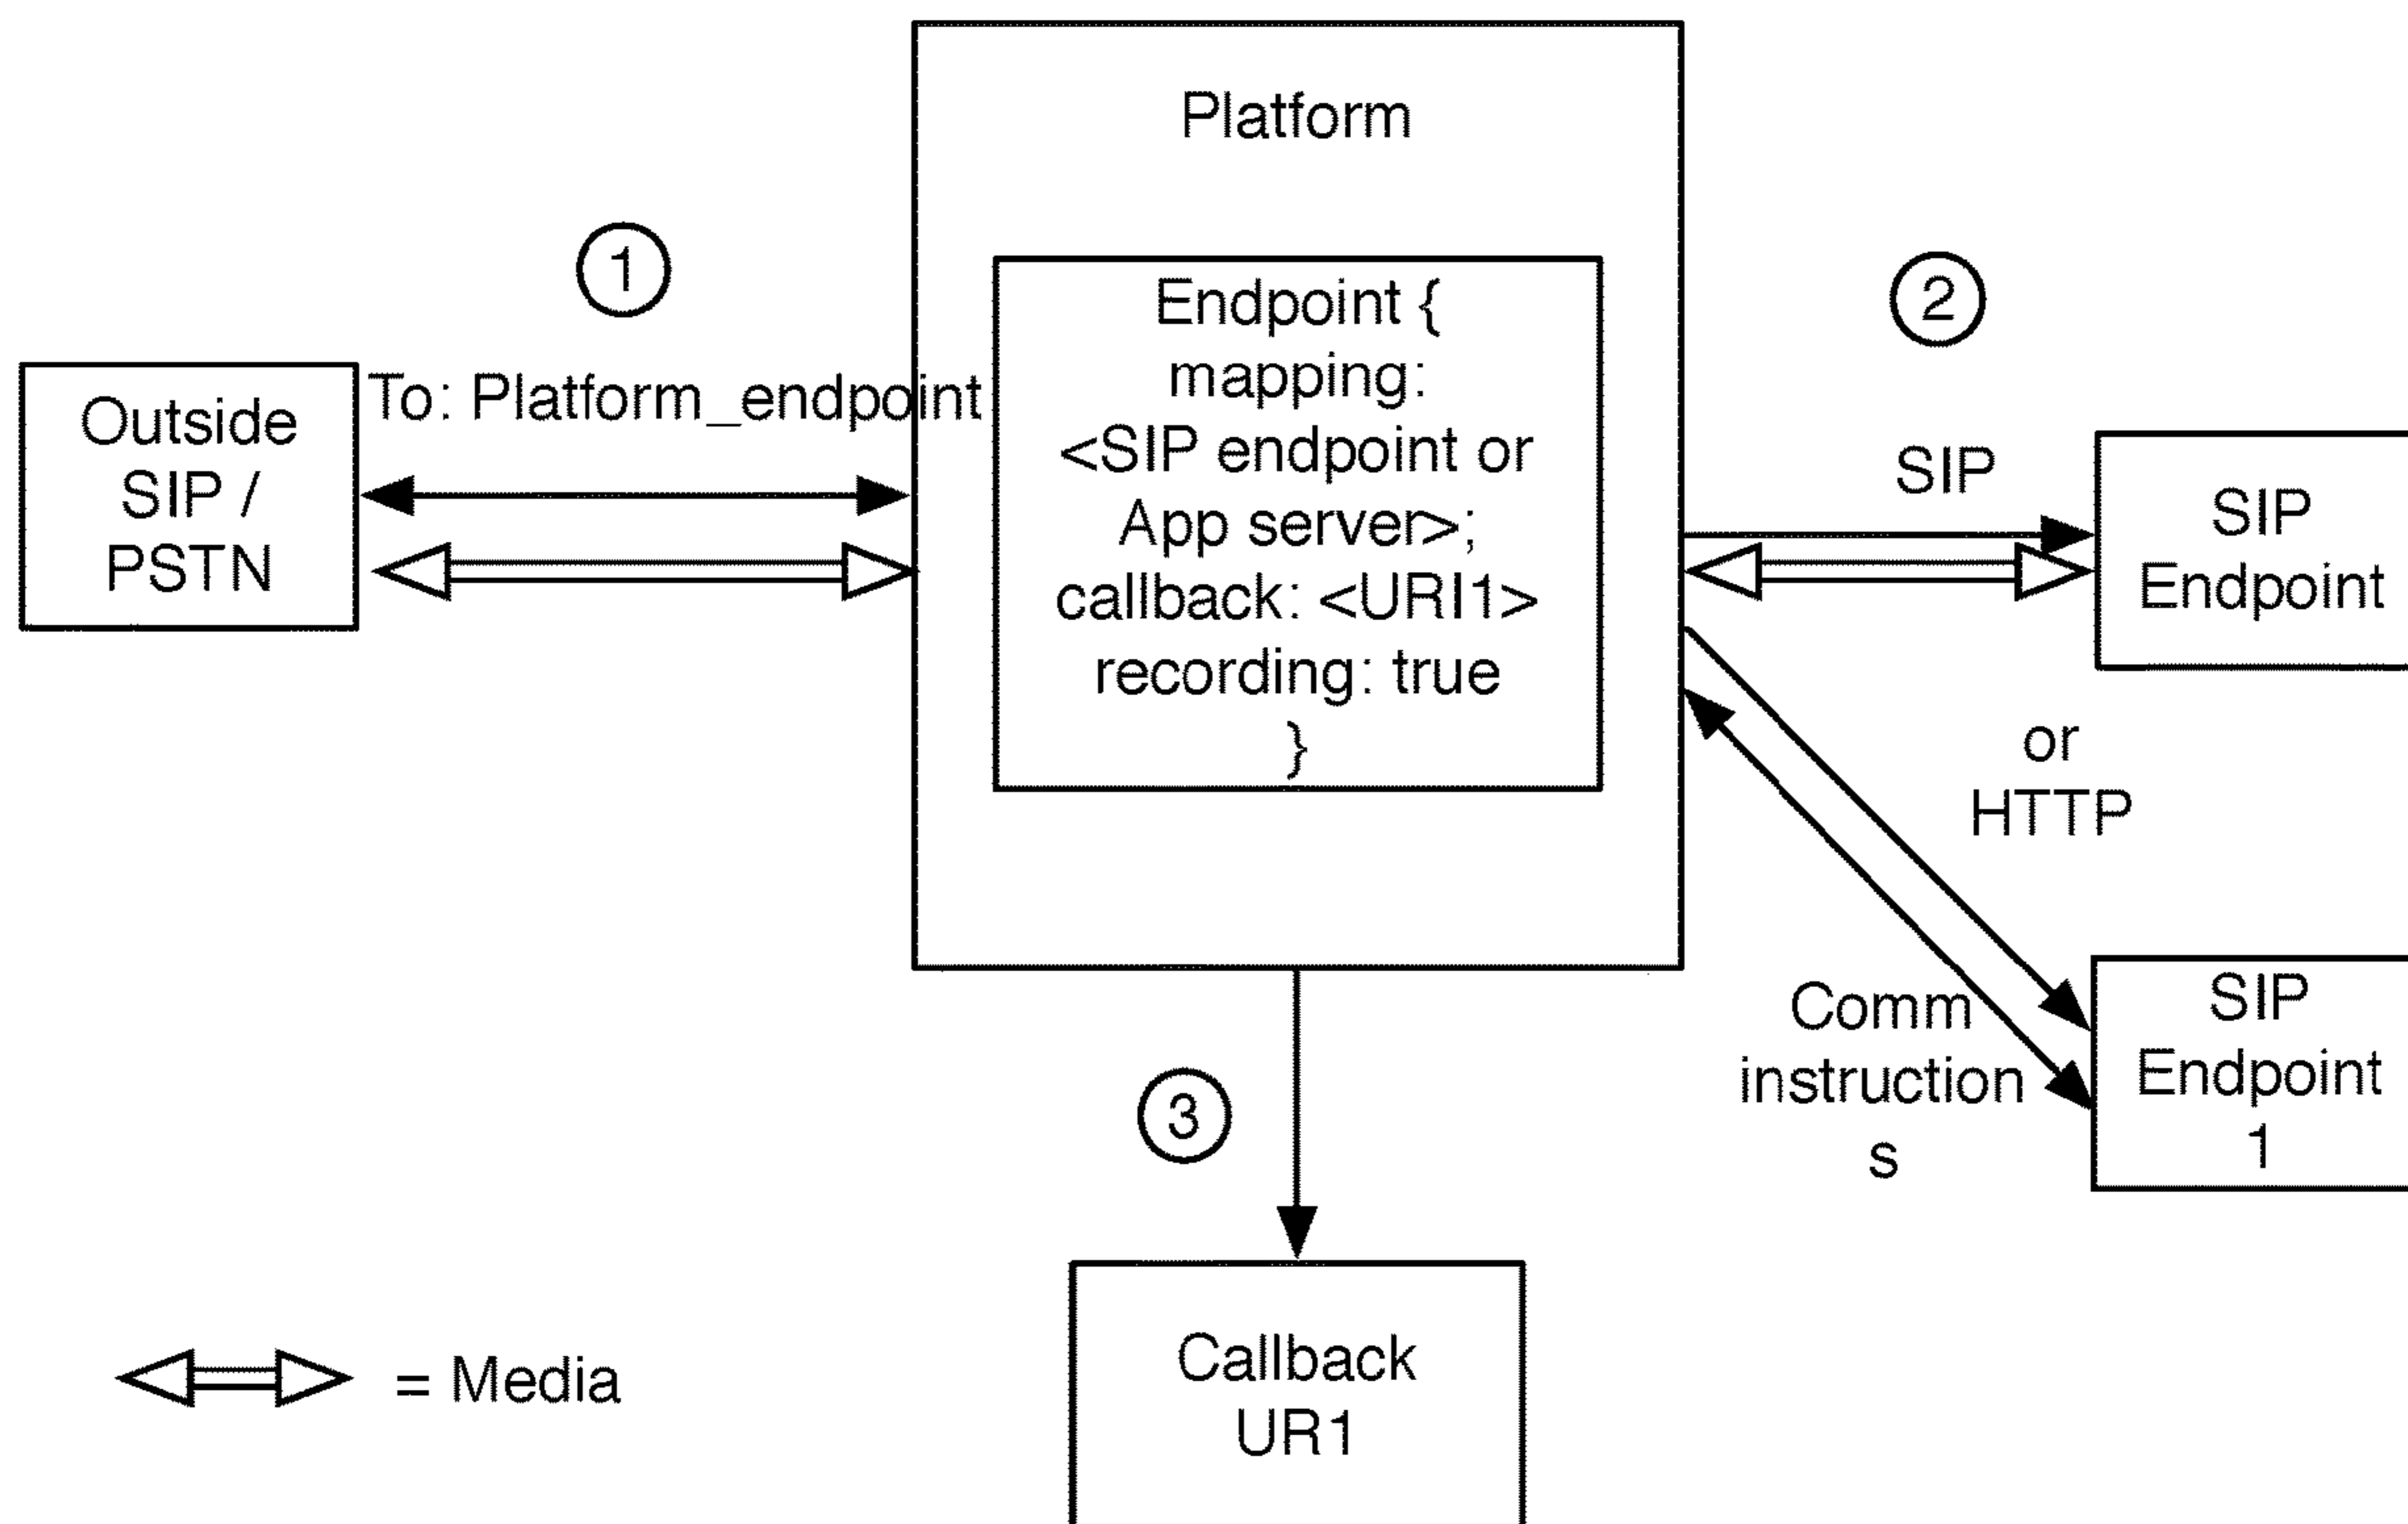 Platform
1
To: Platform_endpoint
Outside
SIP /
PSTN
Endpoint {
mapping:
<SIP endpoint or
App server>;
callback: <URI1>
recording: true
}
2
SIP
SIP
Endpoint
or
HTTP
Comm
instruction
s
SIP
Endpoint
1
3
Callback
UR1
= Media